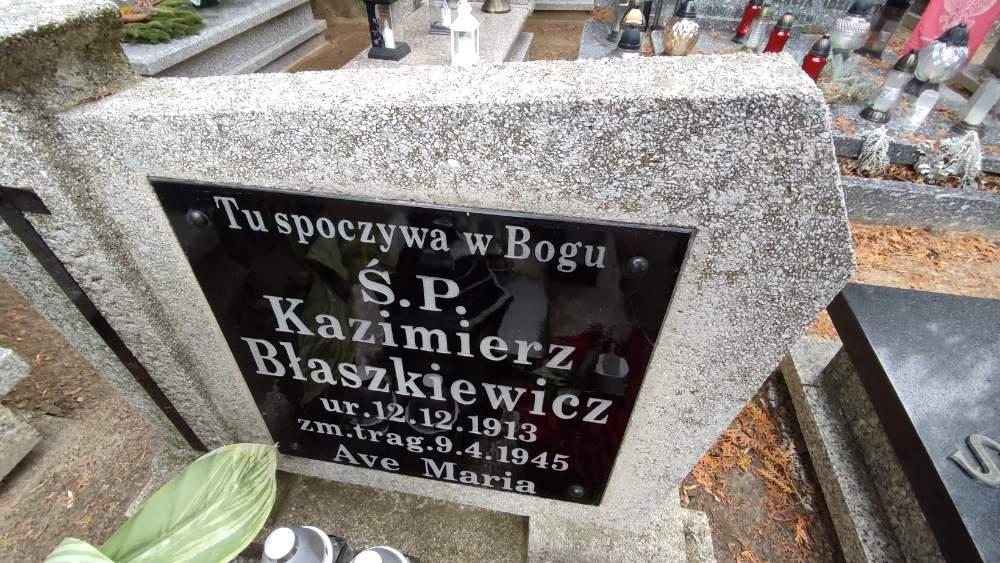 Tu spoczywa w Bogu
Ś.P.
Kazimierz
Błaszkiewicz
ur.12.12.1913
zm.trag.9.4.1945
Ave Maria
S